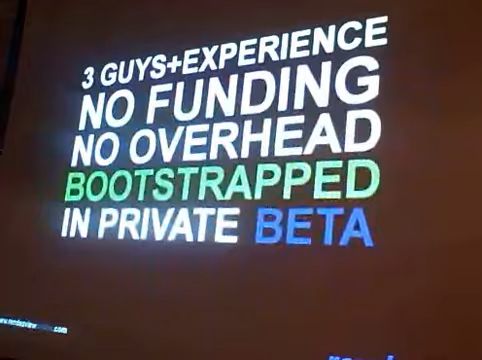 3 GUYS+EXPERIENCE
NO FUNDING
NO OVERHEAD
BOOTSTRAPPED
IN PRIVATE BETA